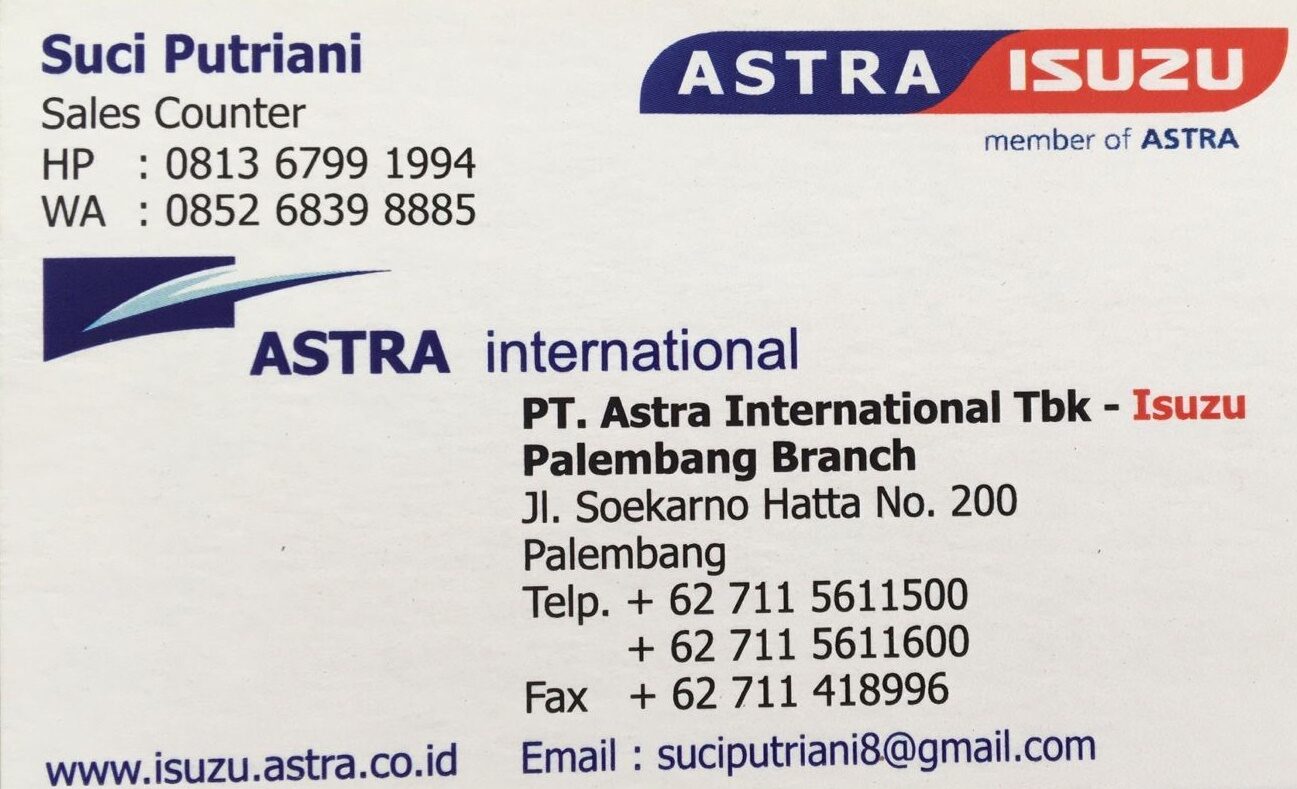 Suci Putriani
Sales Counter
HP : 0813 6799 1994
WA : 0852 6839 8885
ASTRA ISUZU
member of ASTRA
ASTRA international
PT. Astra International Tbk - Isuzu
Palembang Branch
Jl. Soekarno Hatta No. 200
Palembang
Telp. + 62 711 5611500
+ 62 711 5611600
Fax + 62 711 418996
www.isuzu.astra.co.id
Email : suciputriani8@gmail.com